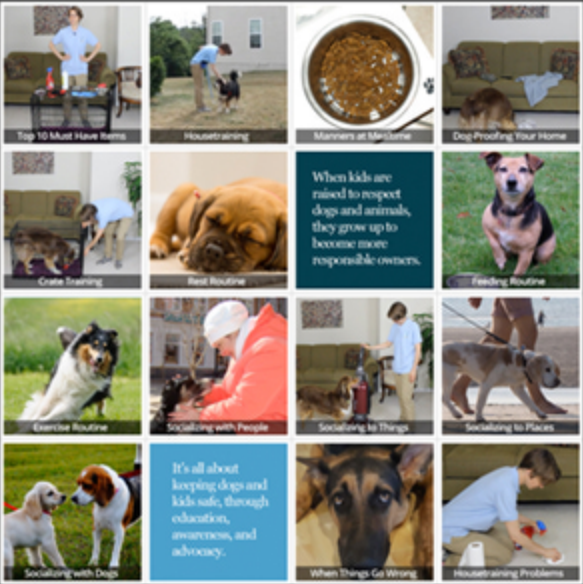 Top 10 Must Have Items
Housetraining
Manners at Mealtime
Dog-Proofing Your Home
Crate Training
Rest Routine
When kids are
raised to respect
dogs and animals,
they grow up to
become more
responsible owners.
Feeding Routine
Exercise Routine
Socializing with People
Socializing to Things
Socializing to Places
Socializing with Dogs
It's all about
keeping dogs and
kids safe, through
education,
awareness, and
advocacy.
When Things Go Wrong
Housetraining Problems